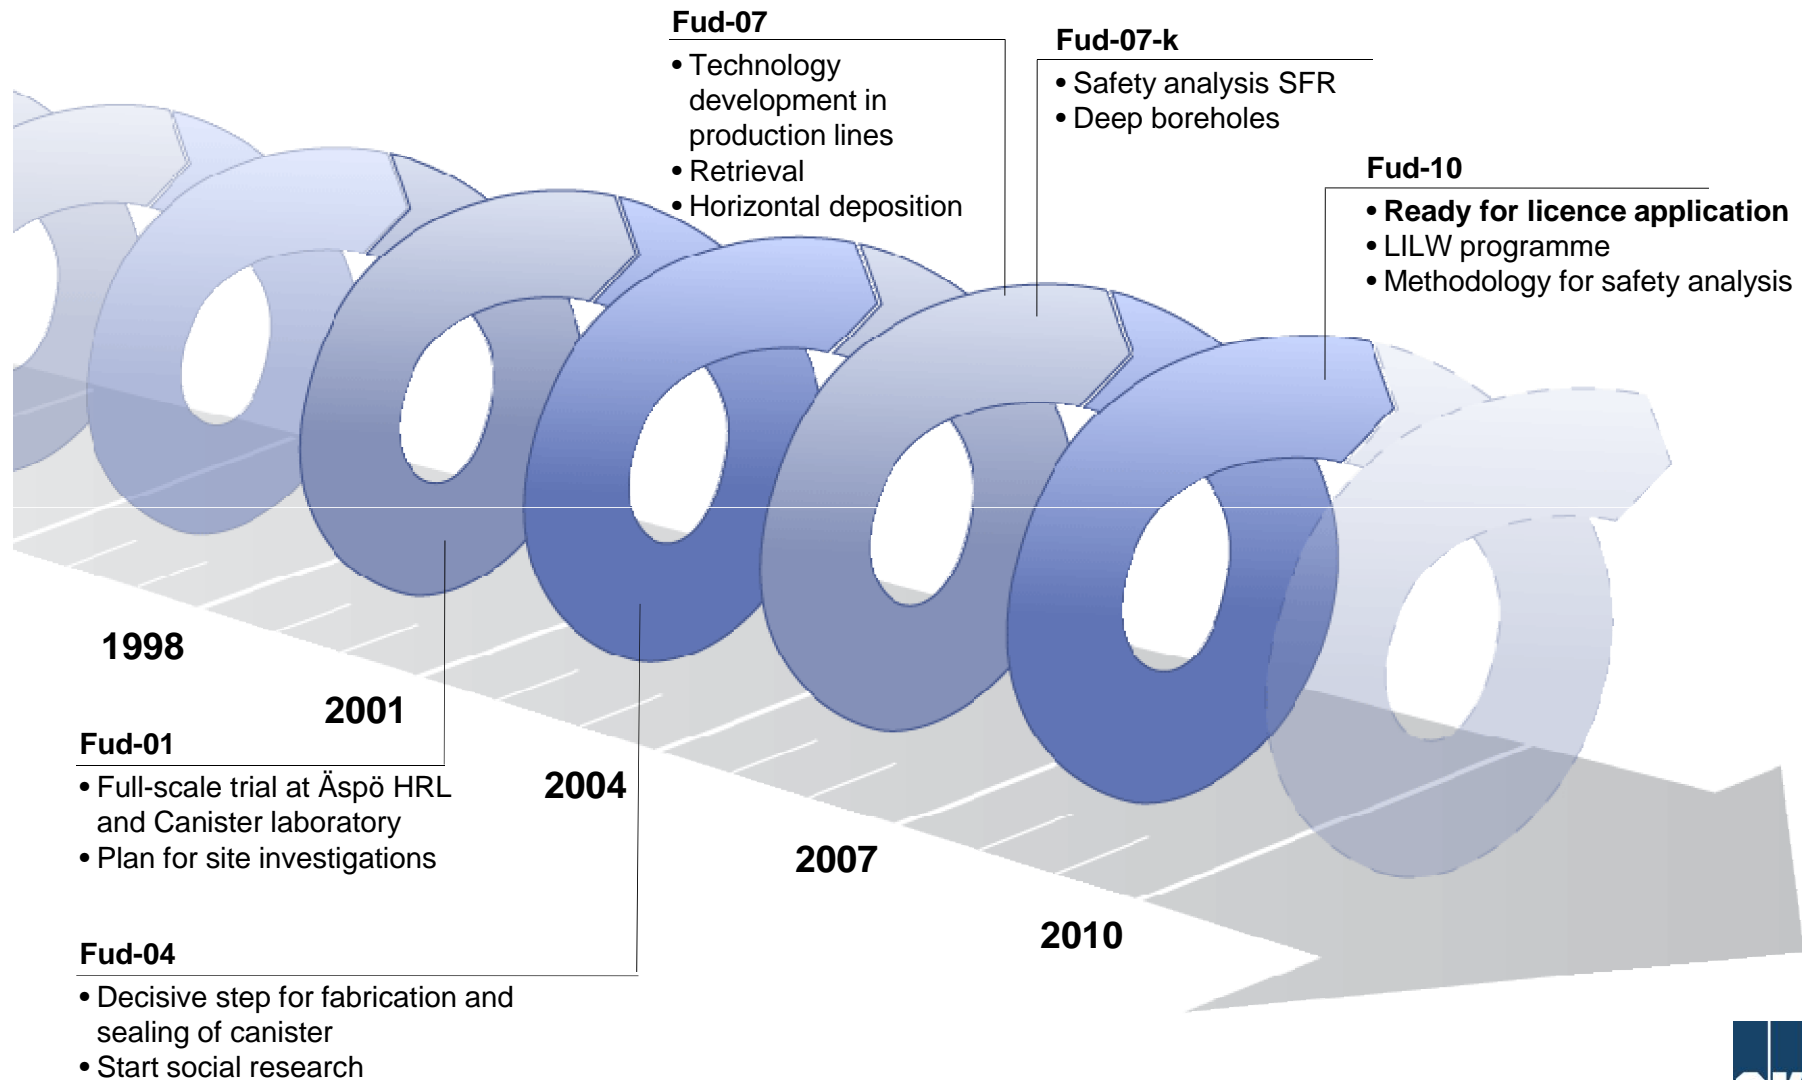 Fud-07
• Technology
development in
production lines
• Retrieval
• Horizontal deposition
Fud-07-k
• Safety analysis SFR
• Deep boreholes
Fud-10
• Ready for licence application
• LILW programme
• Methodology for safety analysis
1998
2001
2004
2007
2010
Fud-01
• Full-scale trial at Äspö HRL
and Canister laboratory
• Plan for site investigations
Fud-04
• Decisive step for fabrication and
sealing of canister
• Start social research